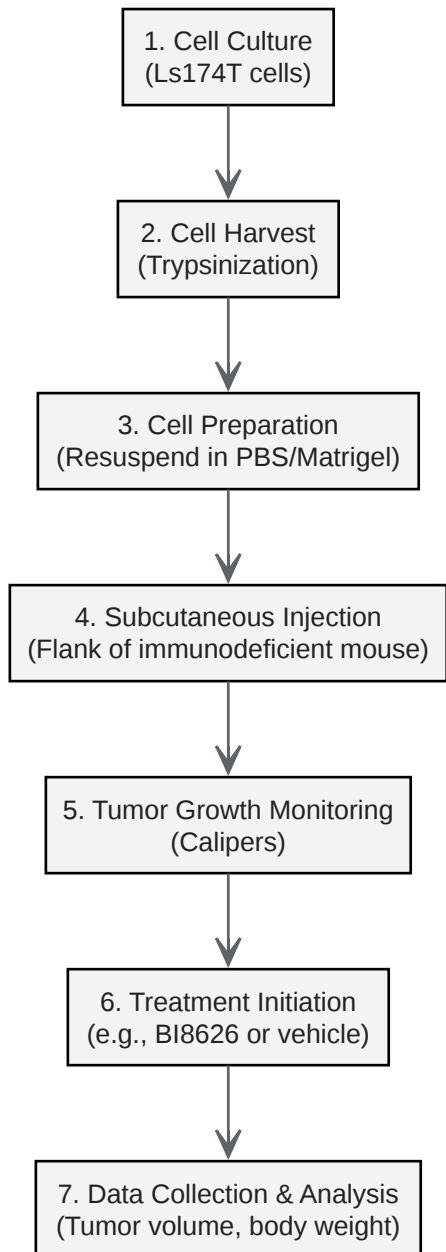 1. Cell Culture
(Ls174T cells)
2. Cell Harvest
(Trypsinization)
3. Cell Preparation
(Resuspend in PBS/Matrigel)
4. Subcutaneous Injection
(Flank of immunodeficient mouse)
5. Tumor Growth Monitoring
(Calipers)
6. Treatment Initiation
(e.g., BI8626 or vehicle)
7. Data Collection & Analysis
(Tumor volume, body weight)